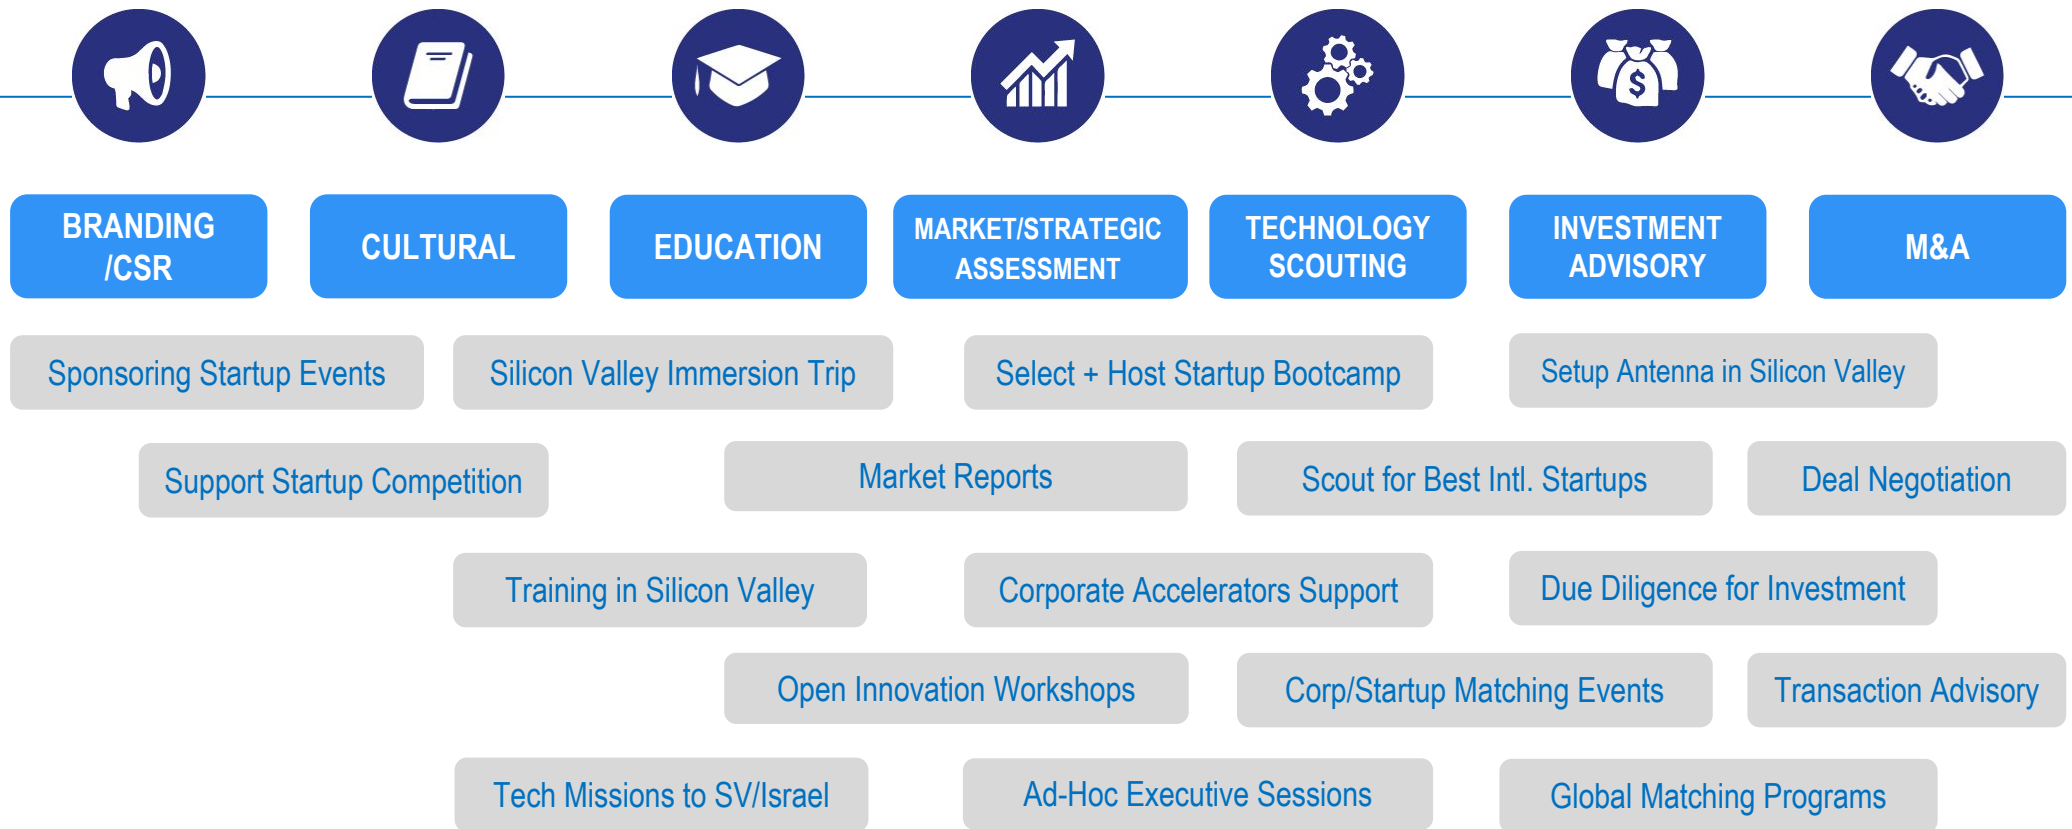 BRANDING
/CSR
CULTURAL
EDUCATION
MARKET/STRATEGIC
ASSESSMENT
TECHNOLOGY
SCOUTING
INVESTMENT
ADVISORY
M&A
Sponsoring Startup Events
Silicon Valley Immersion Trip
Select + Host Startup Bootcamp
Setup Antenna in Silicon Valley
Support Startup Competition
Market Reports
Scout for Best Intl. Startups
Deal Negotiation
Training in Silicon Valley
Corporate Accelerators Support
Due Diligence for Investment
Open Innovation Workshops
Corp/Startup Matching Events
Transaction Advisory
Tech Missions to SV/Israel
Ad-Hoc Executive Sessions
Global Matching Programs